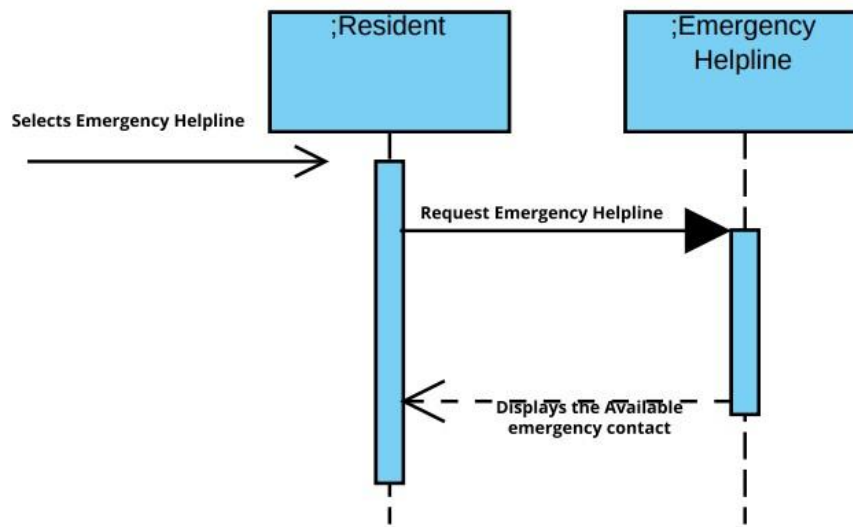 ;Resident
;Emergency
Helpline
Selects Emergency Helpline
Request Emergency Helpline
Displays the Available
emergency contact